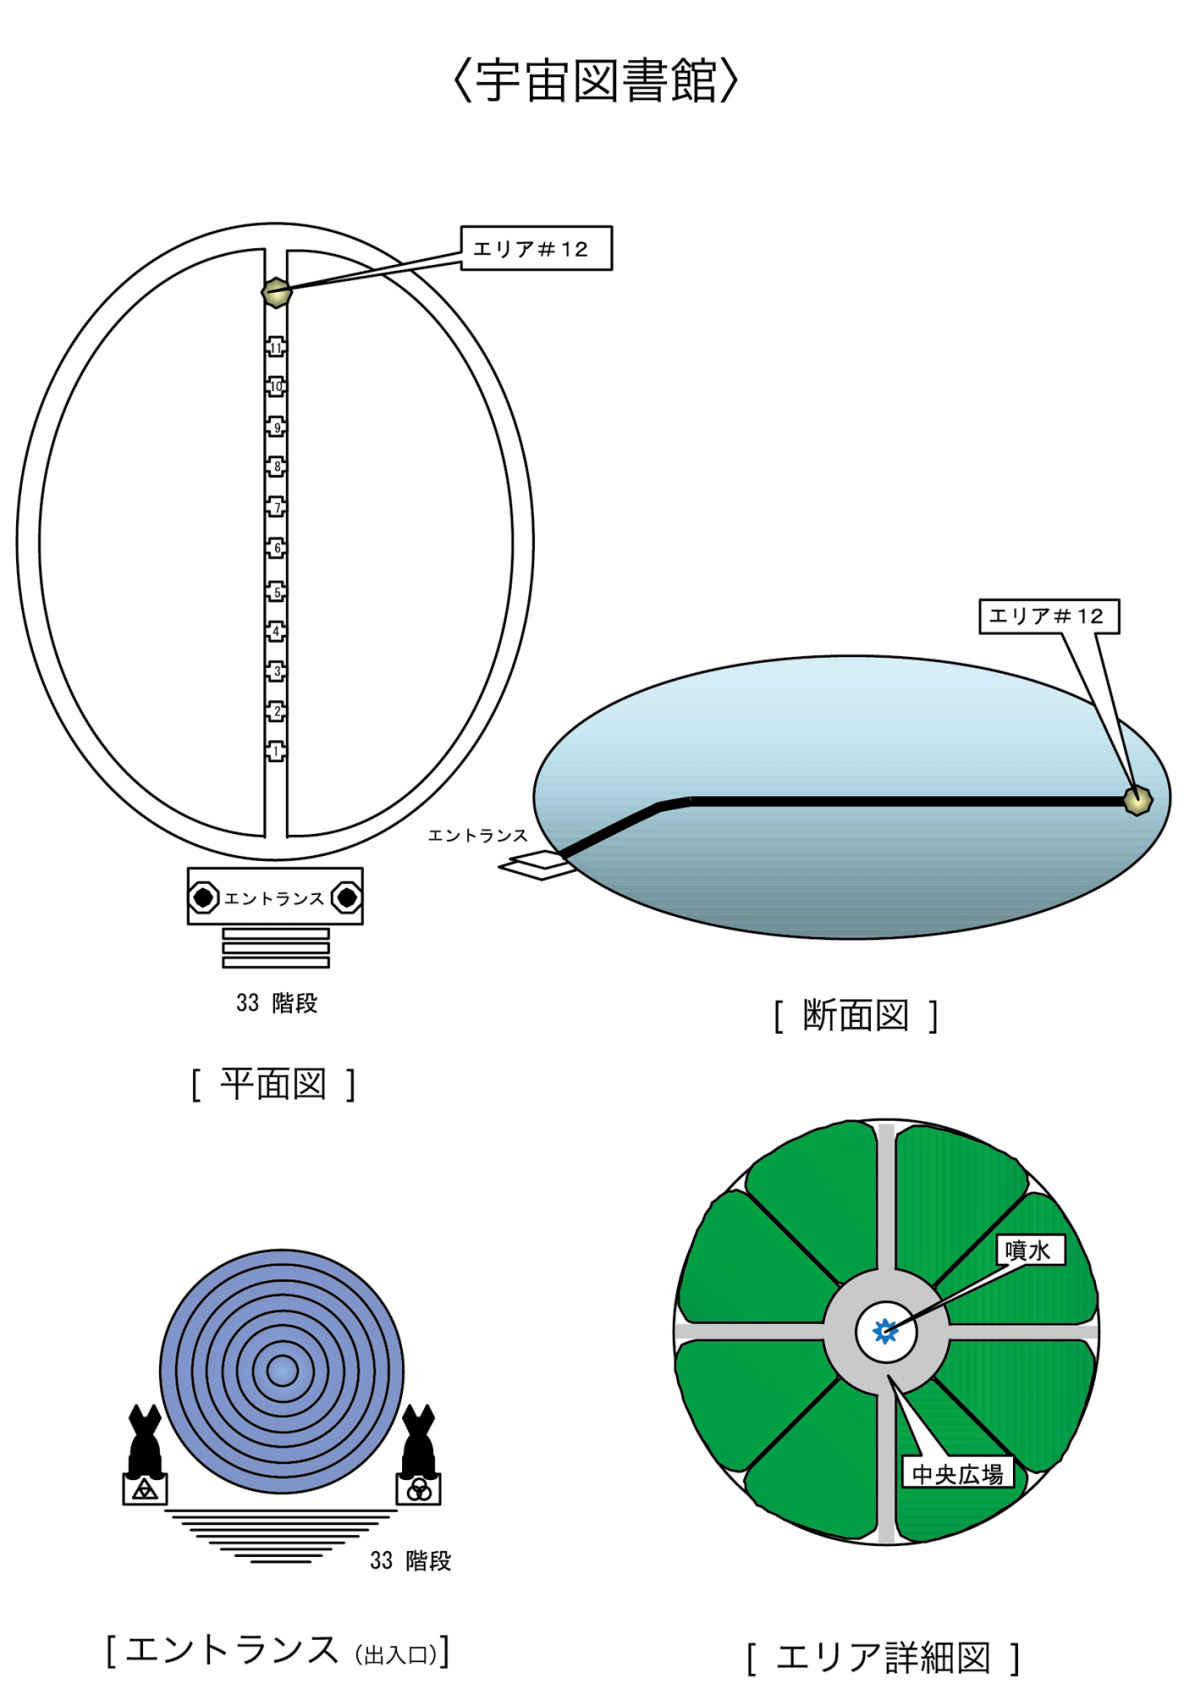 〈宇宙図書館〉
エリア＃12
11
10
9
8
7
6
5
4
3
2
1
エントランス
33 階段
[ 平面図 ]
エリア＃12
エントランス
[ 断面図 ]
33 階段
[エントランス（出入口）]
噴水
中央広場
[ エリア詳細図 ]